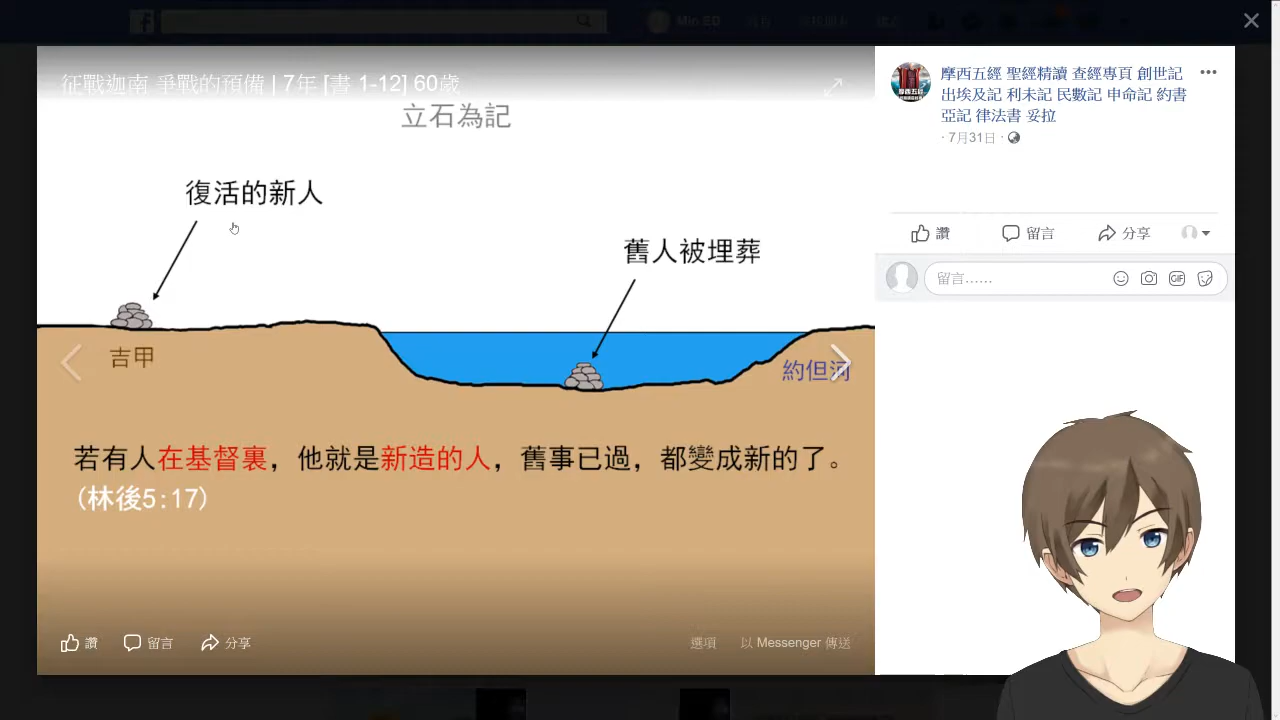 Min ED
征戰迦南 爭戰的預備 | 7年 [書 1-12] 60歲
立石為記
復活的新人
舊人被埋葬
吉甲
約但河
若有人在基督裏，他就是新造的人，舊事已過，都變成新的了。
(林後5:17)
讚 留言 分享
選項 以 Messenger 傳送
摩西五經 聖經精讀 查經專頁 創世記
出埃及記 利未記 民數記 申命記 約書
亞記 律法書 妥拉
· 7月31日 ·
讚 留言 分享
留言......
GIF